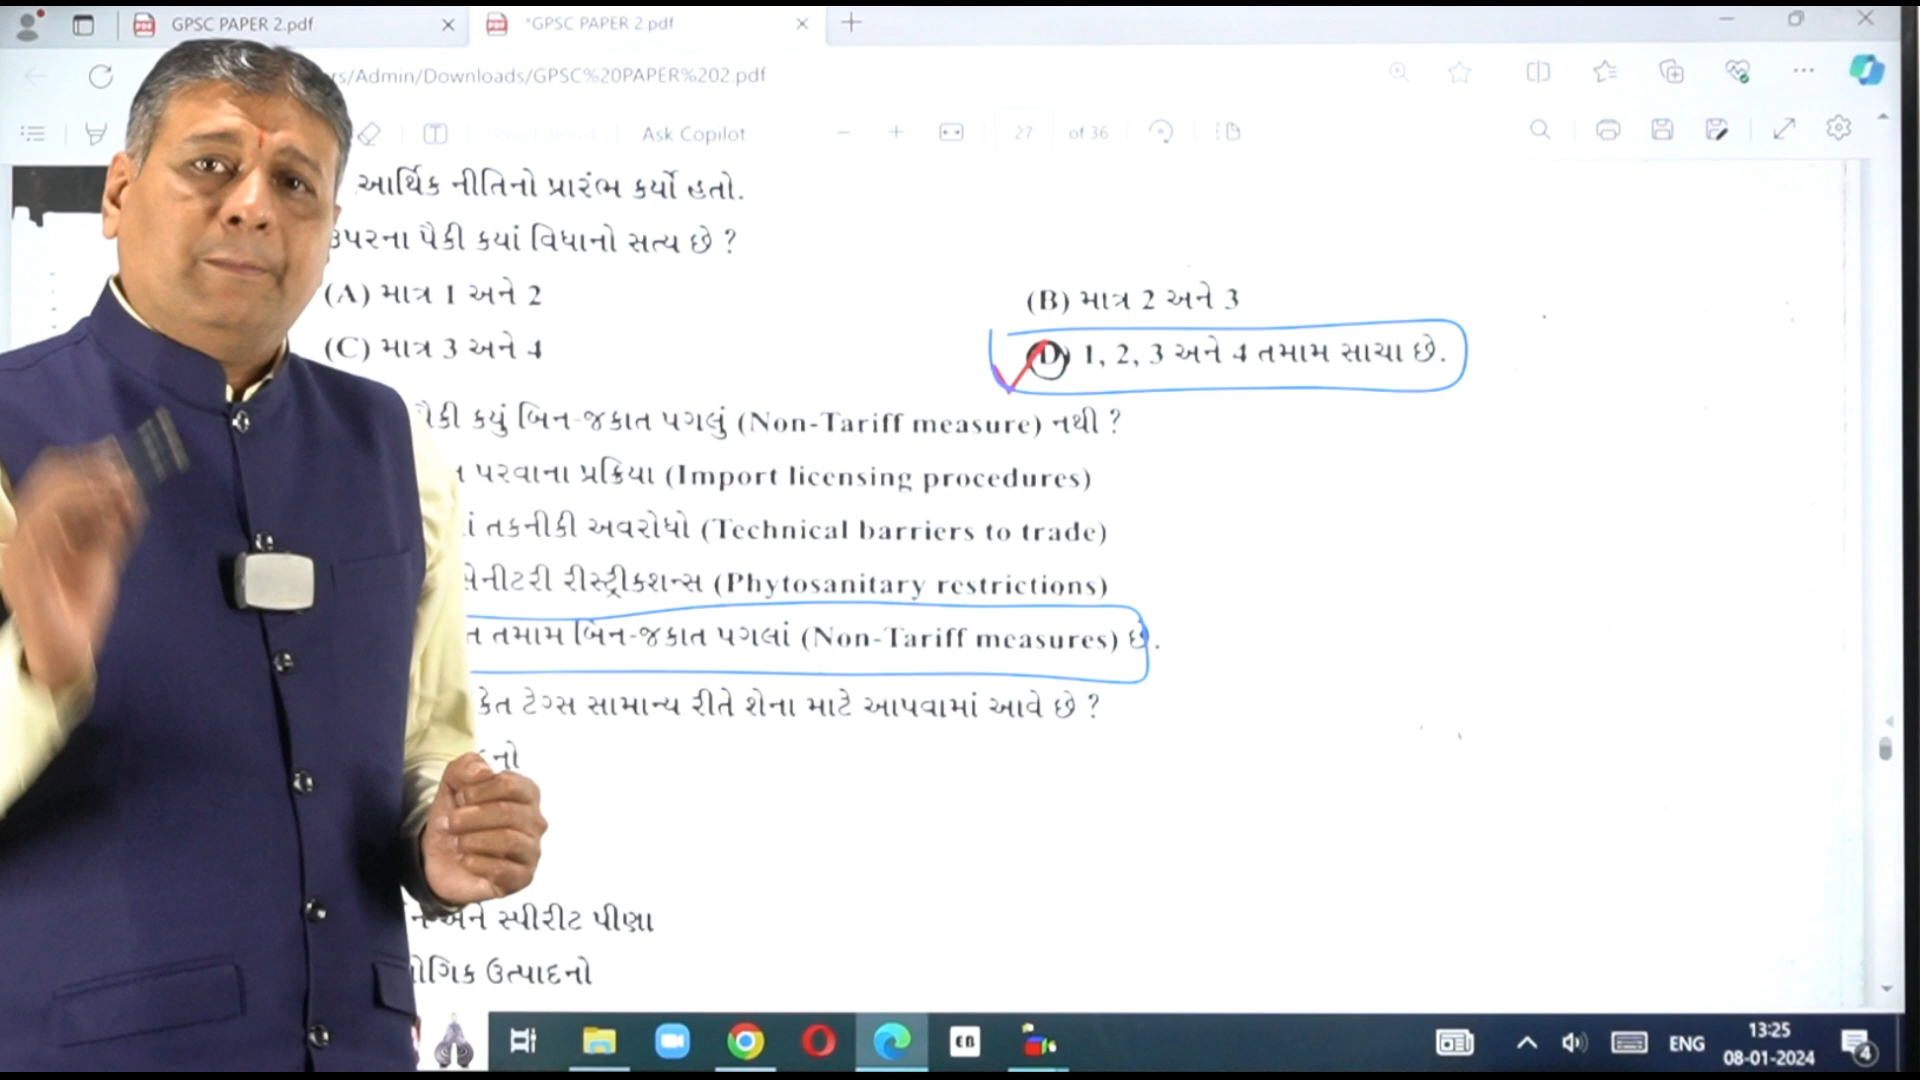 GPSC PAPER 2.pdf
*GPSC PAPER 2.pdf
rs/Admin/Downloads/GPSC%20PAPER%202.pdf
Ask Copilot
27 of 36
આર્થિક નીતિનો પ્રારંભ કર્યો હતો.
ઉપરના પૈકી કયાં વિધાનો સત્ય છે ?
(A) માત્ર 1 અને 2
(B) માત્ર 2 અને 3
(C) માત્ર 3 અને 4
(D) 1, 2, 3 અને 4 તમામ સાચા છે.
પૈકી કયું બિન-જકાત પગલું (Non-Tariff measure) નથી ?
પરવાના પ્રક્રિયા (Import licensing procedures)
તકનીકી અવરોધો (Technical barriers to trade)
સેનીટરી રીસ્ટ્રીકશન્સ (Phytosanitary restrictions)
ત તમામ બિન-જકાત પગલાં (Non-Tariff measures) છે.
કેત ટેગ્સ સામાન્ય રીતે શેના માટે આપવામાં આવે છે ?
નો
અને સ્પીરીટ પીણા
ોગિક ઉત્પાદનો
ENG
13:25
08-01-2024
4